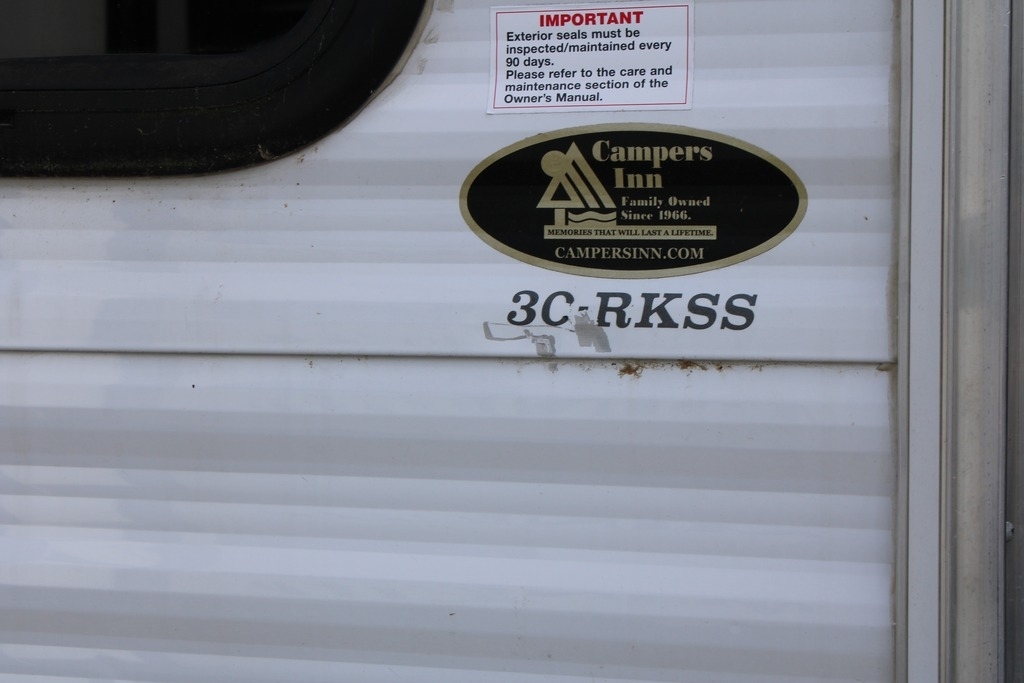 IMPORTANT
Exterior seals must be
inspected/maintained every
90 days.
Please refer to the care and
maintenance section of the
Owner's Manual.
Campers
Inn
Family Owned
Since 1966.
MEMORIES THAT WILL LAST A LIFETIME.
CAMPERSINN.COM
3C-RKSS